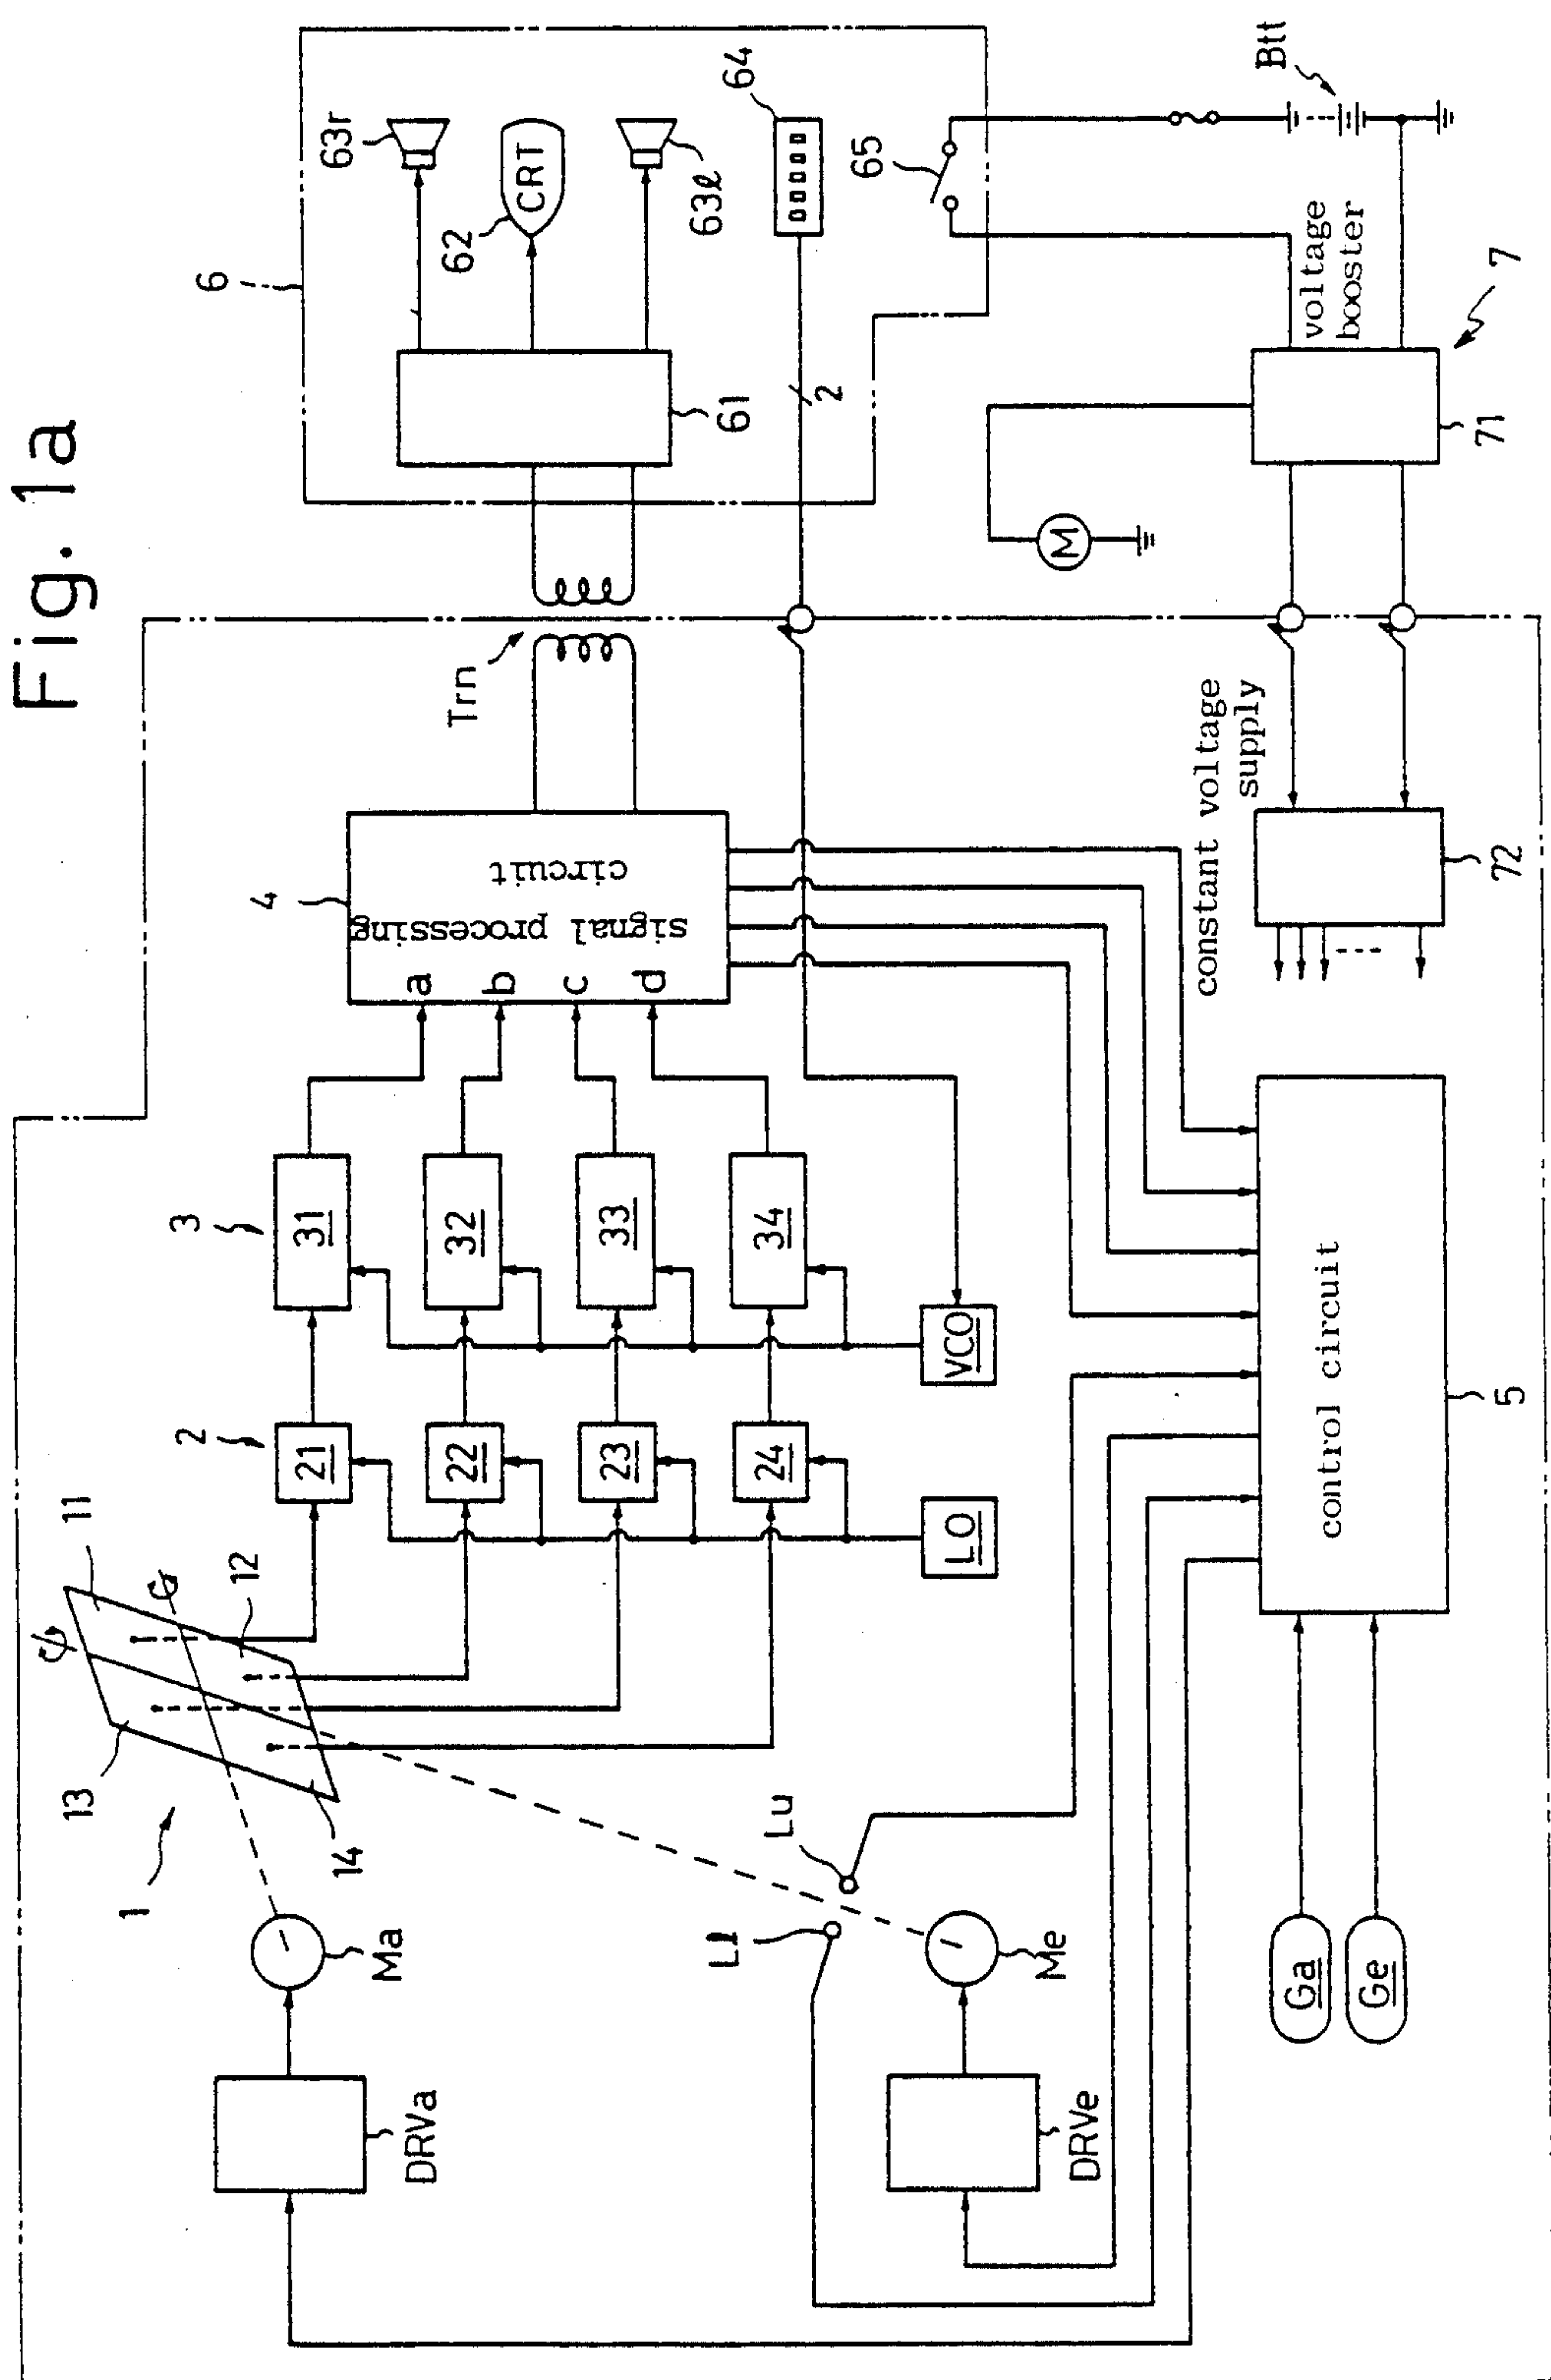 Fig. 1a
6
63r
62
CRT
63ℓ
64
65
61
2
Btt
voltage
booster
7
71
M
Trn
constant voltage
supply
72
4
signal processing
circuit
a
b
c
d
3
31
32
33
34
VCO
2
21
22
23
24
LO
11
12
13
14
1
Ma
DRVa
Lu
Ll
Me
DRVe
control circuit
5
Ga
Ge